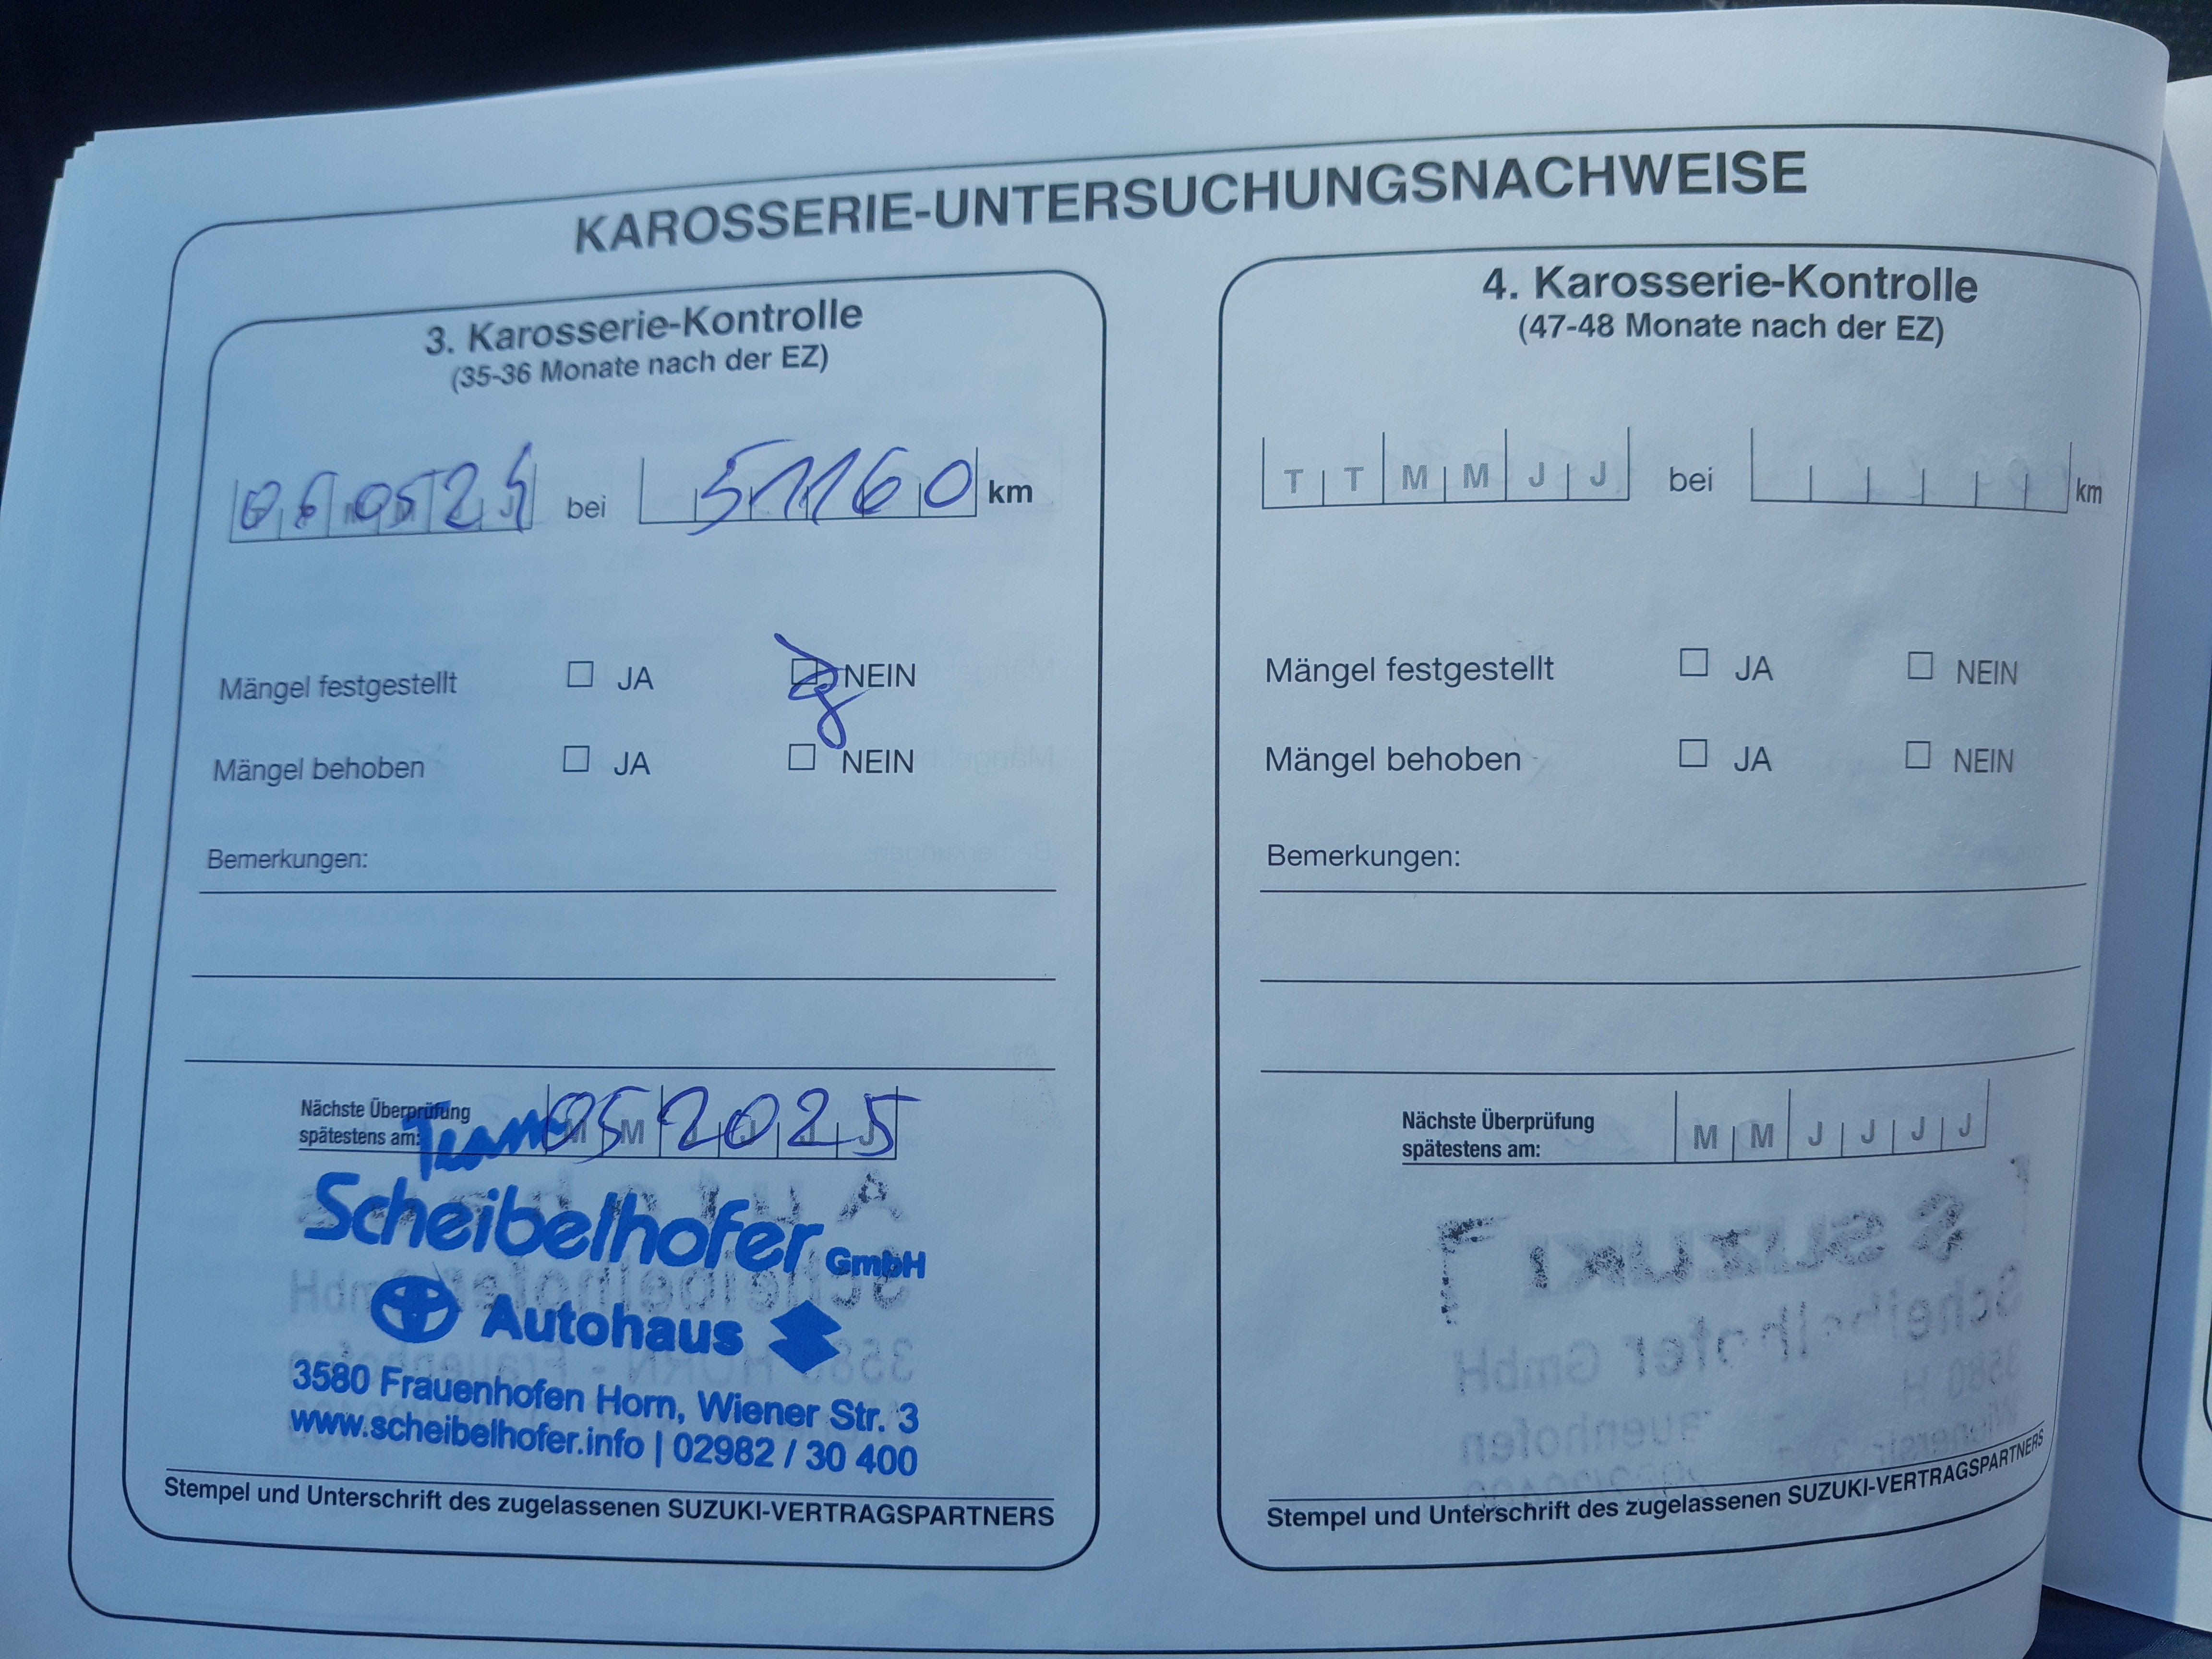 KAROSSERIE-UNTERSUCHUNGSNACHWEISE
3. Karosserie-Kontrolle
(35-36 Monate nach der EZ)
bei 51160 km
Mängel festgestellt JA NEIN
Mängel behoben JA NEIN
Bemerkungen:
Nächste Überprüfung
spätestens am: 052025
Team
Scheibelhofer GmbH
Autohaus
3580 Frauenhofen Horn, Wiener Str. 3
www.scheibelhofer.info | 02982 / 30 400
Stempel und Unterschrift des zugelassenen SUZUKI-VERTRAGSPARTNERS
4. Karosserie-Kontrolle
(47-48 Monate nach der EZ)
T T M M J J bei km
Mängel festgestellt JA NEIN
Mängel behoben JA NEIN
Bemerkungen:
Nächste Überprüfung
spätestens am: M M J J J J
Stempel und Unterschrift des zugelassenen SUZUKI-VERTRAGSPARTNERS